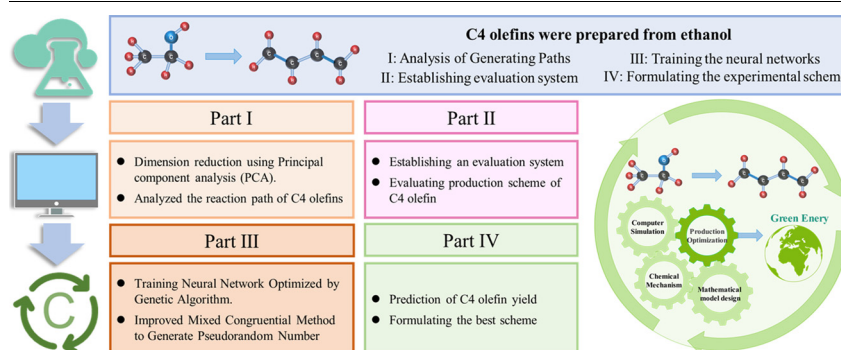 C4 olefins were prepared from ethanol
I: Analysis of Generating Paths
III: Training the neural networks
II: Establishing evaluation system
IV: Formulating the experimental schem
Part I
● Dimension reduction using Principal
component analysis (PCA).
● Analyzed the reaction path of C4 olefins
Part II
● Establishing an evaluation system
● Evaluating production scheme of
C4 olefin
Part III
● Training Neural Network Optimized by
Genetic Algorithm.
● Improved Mixed Congruential Method
to Generate Pseudorandom Number
Part IV
● Prediction of C4 olefin yield
● Formulating the best scheme
Computer
Simulation
Production
Optimization
Green Enery
Chemical
Mechanism
Mathematical
model design
C